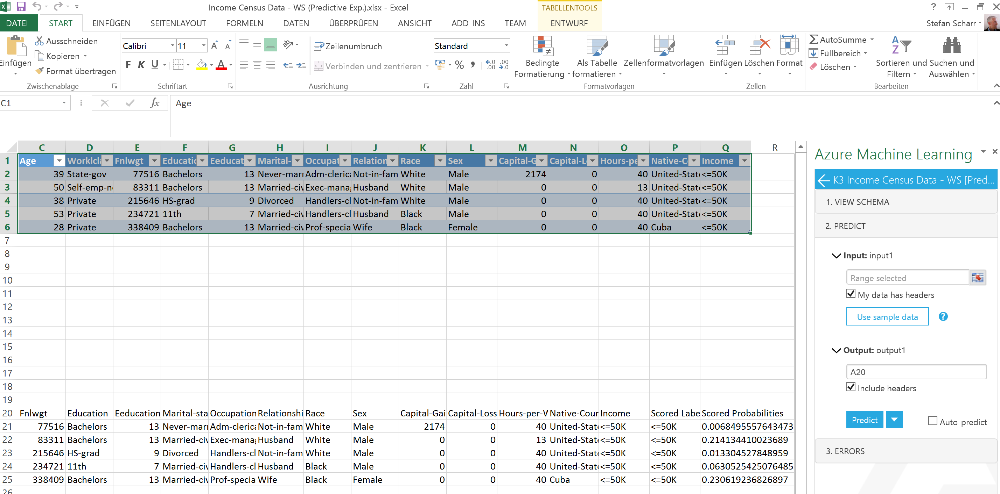 Income Census Data - WS (Predictive Exp.).xlsx - Excel
TABELLENTOOLS
?
DATEI START EINFÜGEN SEITENLAYOUT FORMELN DATEN ÜBERPRÜFEN ANSICHT ADD-INS TEAM ENTWURF Stefan Scharr
Einfügen
Ausschneiden
Kopieren
Format übertragen
Zwischenablage
Calibri 11
F K U
Schriftart
Zeilenumbruch
Verbinden und zentrieren
Ausrichtung
Standard
Zahl
Bedingte Formatierung
Als Tabelle formatieren
Zellenformatvorlagen
Formatvorlagen
Einfügen Löschen Format
Zellen
AutoSumme
Füllbereich
Löschen
Sortieren und Filtern
Suchen und Auswählen
Bearbeiten
C1 fx Age
C D E F G H I J K L M N O P Q R
1 Age Workcla Fnlwgt Educatio Eeducat Marital- Occupat Relation Race Sex Capital-G Capital-L Hours-pe Native-C Income
2 39 State-gov 77516 Bachelors 13 Never-marr Adm-clerica Not-in-fam White Male 2174 0 40 United-State <=50K
3 50 Self-emp-n 83311 Bachelors 13 Married-civ Exec-manag Husband White Male 0 0 13 United-State <=50K
4 38 Private 215646 HS-grad 9 Divorced Handlers-cl Not-in-fam White Male 0 0 40 United-State <=50K
5 53 Private 234721 11th 7 Married-civ Handlers-cl Husband Black Male 0 0 40 United-State <=50K
6 28 Private 338409 Bachelors 13 Married-civ Prof-specia Wife Black Female 0 0 40 Cuba <=50K
7
8
9
10
11
12
13
14
15
16
17
18
19
20 Fnlwgt Education Eeducation Marital-sta Occupation Relationshi Race Sex Capital-Gai Capital-Loss Hours-per-W Native-Coun Income Scored Labe Scored Probabilities
21 77516 Bachelors 13 Never-marr Adm-clerica Not-in-fam White Male 2174 0 40 United-State <=50K <=50K 0.0068495557643473
22 83311 Bachelors 13 Married-civ Exec-manag Husband White Male 0 0 13 United-State <=50K <=50K 0.214134410023689
23 215646 HS-grad 9 Divorced Handlers-cl Not-in-fam White Male 0 0 40 United-State <=50K <=50K 0.013304527848959
24 234721 11th 7 Married-civ Handlers-cl Husband Black Male 0 0 40 United-State <=50K <=50K 0.0630525425076485
25 338409 Bachelors 13 Married-civ Prof-specia Wife Black Female 0 0 40 Cuba <=50K <=50K 0.230619236826897
26
Azure Machine Learning
K3 Income Census Data - WS [Pred...
1. VIEW SCHEMA
2. PREDICT
Input: input1
Range selected
My data has headers
Use sample data ?
Output: output1
A20
Include headers
Predict Auto-predict
3. ERRORS